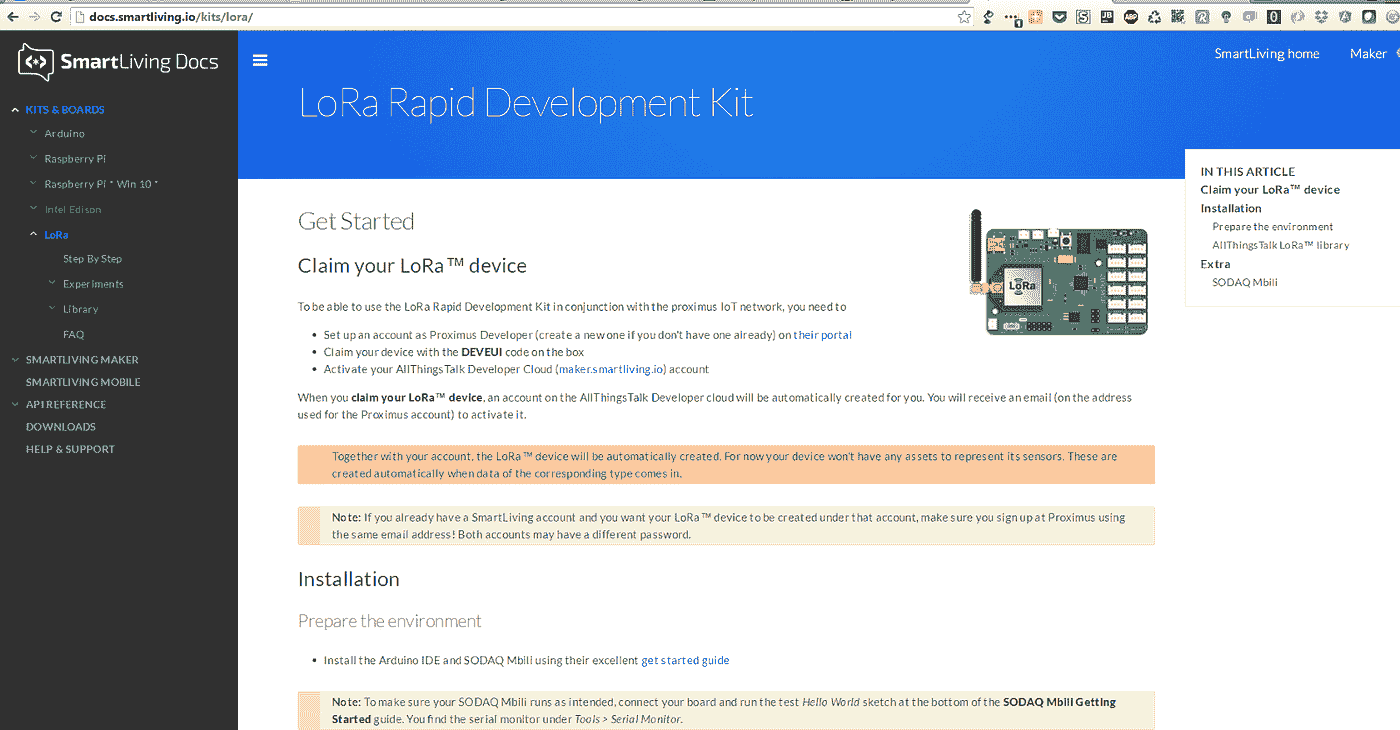 docs.smartliving.io/kits/lora/
SmartLiving Docs
SmartLiving home
Maker
LoRa Rapid Development Kit
KITS & BOARDS
Arduino
Raspberry Pi
Raspberry Pi * Win 10 *
Intel Edison
LoRa
Step By Step
Experiments
Library
FAQ
SMARTLIVING MAKER
SMARTLIVING MOBILE
API REFERENCE
DOWNLOADS
HELP & SUPPORT
Get Started
Claim your LoRa™ device
To be able to use the LoRa Rapid Development Kit in conjunction with the proximus IoT network, you need to
• Set up an account as Proximus Developer (create a new one if you don't have one already) on their portal
• Claim your device with the DEVEUI code on the box
• Activate your AllThingsTalk Developer Cloud (maker.smartliving.io) account
When you claim your LoRa™ device, an account on the AllThingsTalk Developer cloud will be automatically created for you. You will receive an email (on the address
used for the Proximus account) to activate it.
Together with your account, the LoRa™ device will be automatically created. For now your device won't have any assets to represent its sensors. These are
created automatically when data of the corresponding type comes in.
Note: If you already have a SmartLiving account and you want your LoRa™ device to be created under that account, make sure you sign up at Proximus using
the same email address! Both accounts may have a different password.
Installation
Prepare the environment
• Install the Arduino IDE and SODAQ Mbili using their excellent get started guide
Note: To make sure your SODAQ Mbili runs as intended, connect your board and run the test Hello World sketch at the bottom of the SODAQ Mbili Getting
Started guide. You find the serial monitor under Tools > Serial Monitor.
LoRa
IN THIS ARTICLE
Claim your LoRa™ device
Installation
Prepare the environment
AllThingsTalk LoRa™ library
Extra
SODAQ Mbili